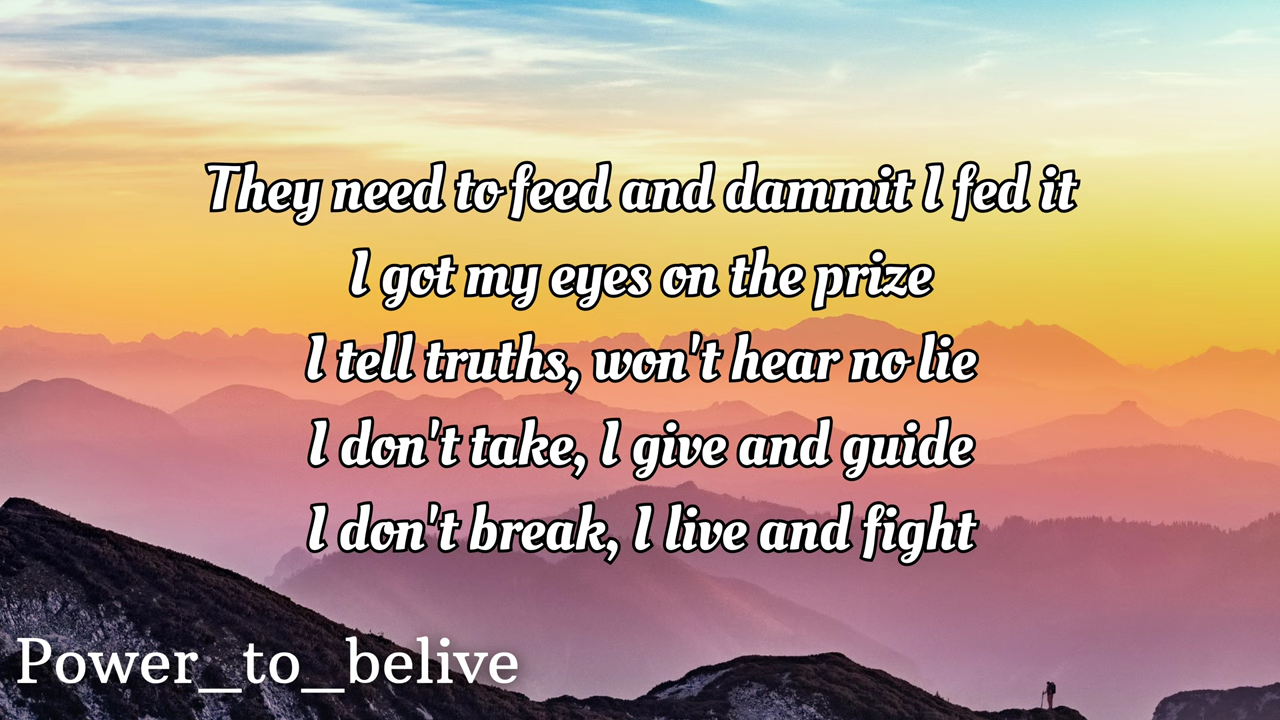 They need to feed and dammit I fed it
I got my eyes on the prize
I tell truths, won't hear no lie
I don't take, I give and guide
I don't break, I live and fight
Power_to_belive